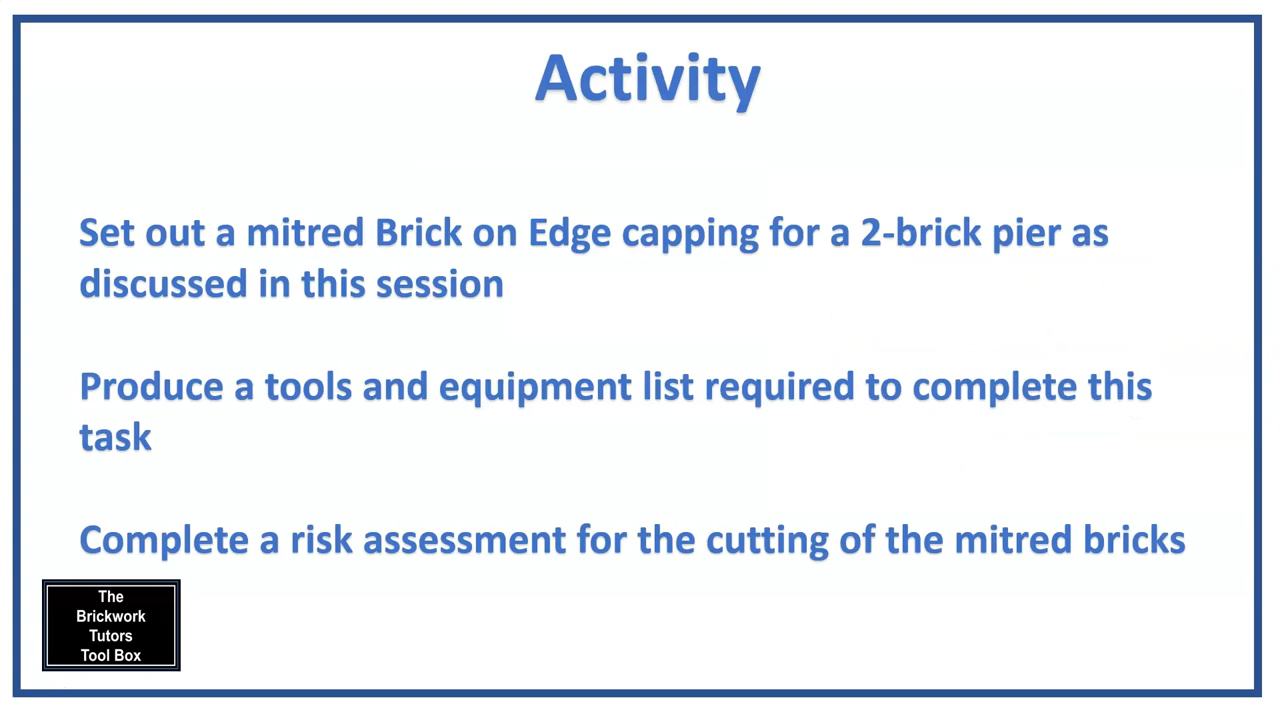 Activity
Set out a mitred Brick on Edge capping for a 2-brick pier as
discussed in this session
Produce a tools and equipment list required to complete this
task
Complete a risk assessment for the cutting of the mitred bricks
The
Brickwork
Tutors
Tool Box